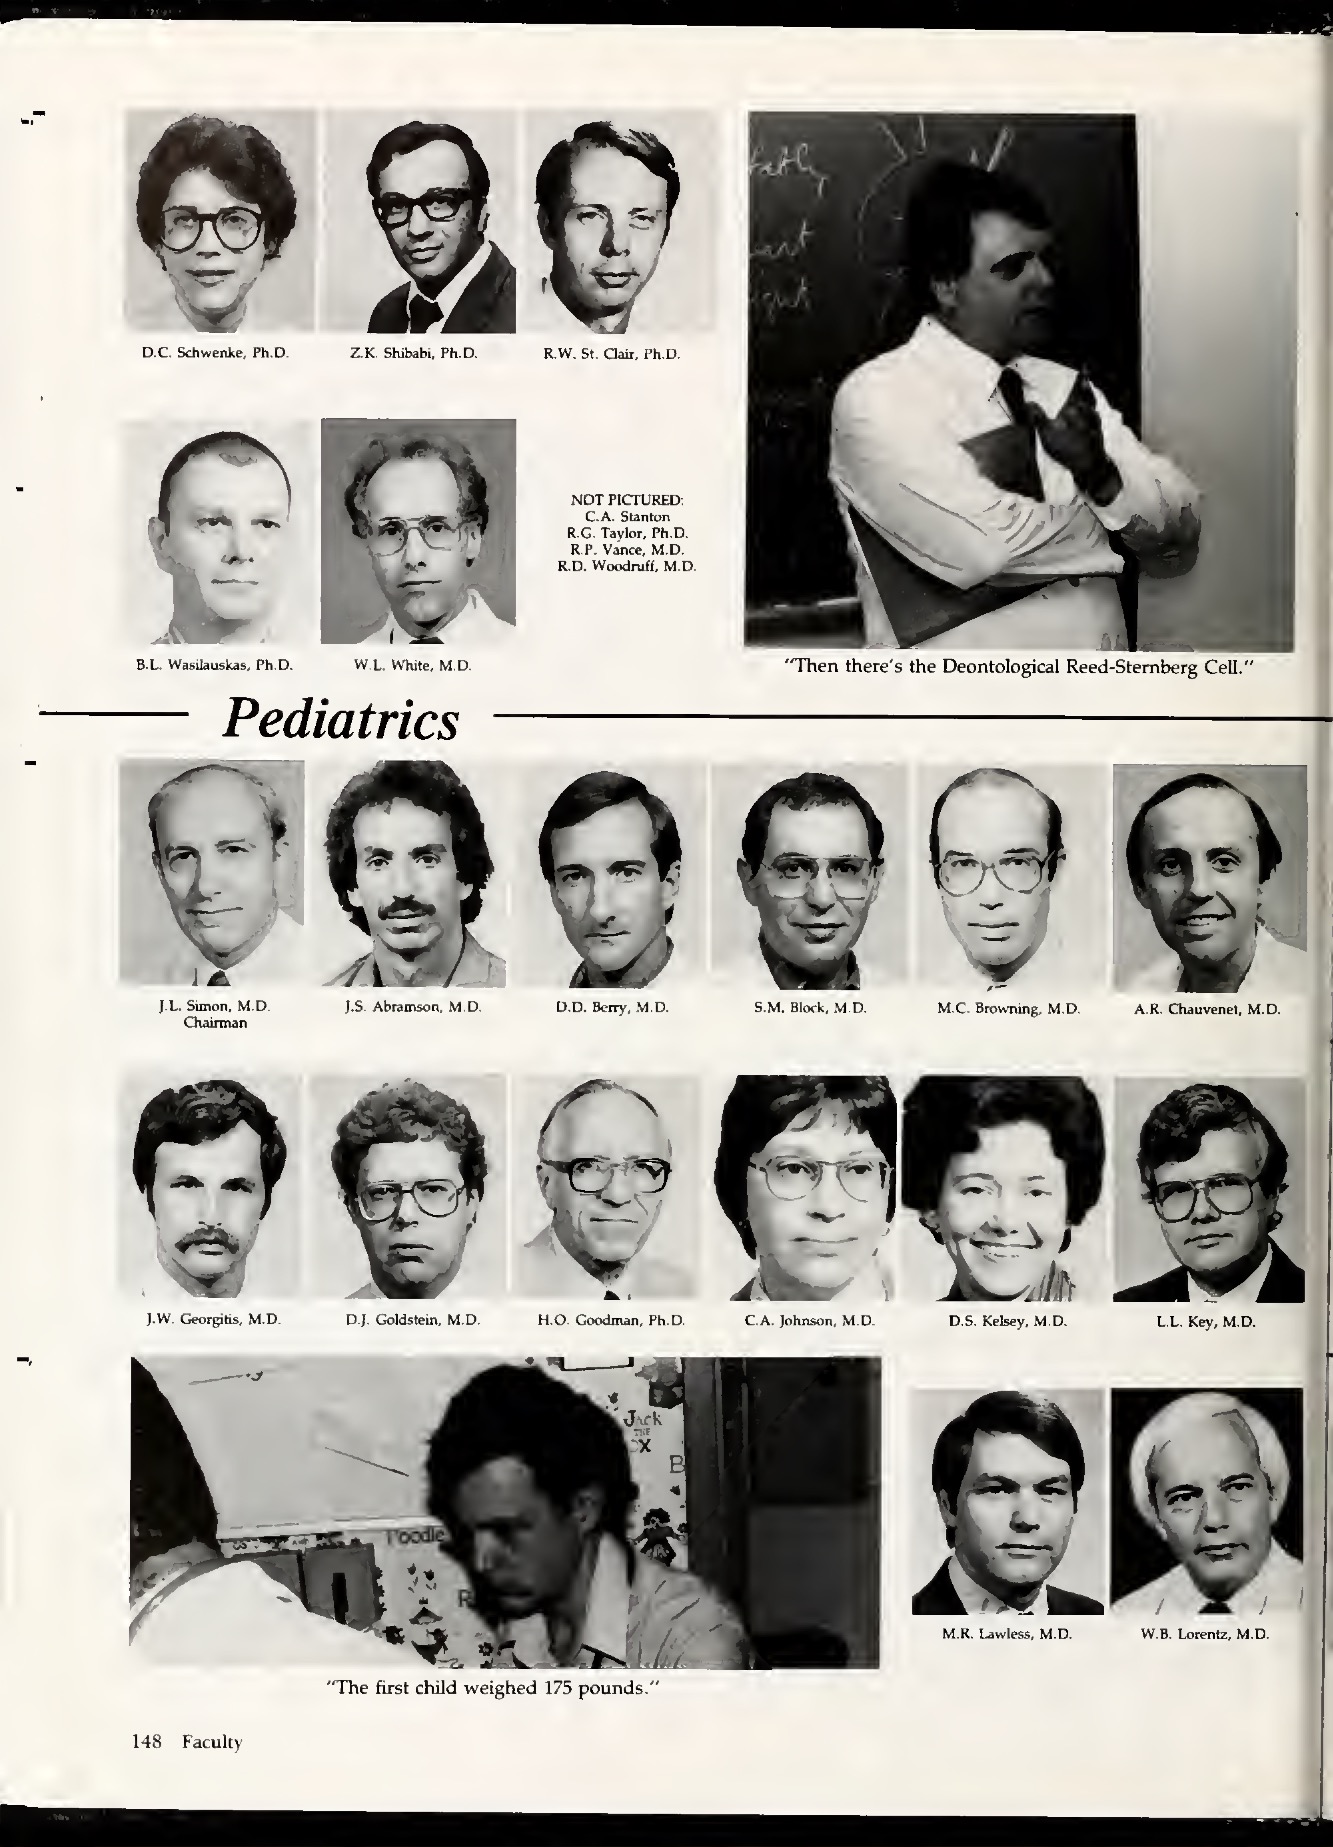 D.C. Schwenke, Ph.D.
Z.K. Shibabi, Ph.D.
R.W. St. Clair, Ph.D.
B.L. Wasilauskas, Ph.D.
W.L. White, M.D.
NOT PICTURED:
C.A. Stanton
R.G. Taylor, Ph.D.
R.P. Vance, M.D.
R.D. Woodruff, M.D.
"Then there's the Deontological Reed-Sternberg Cell."
Pediatrics
J.L. Simon, M.D.
Chairman
J.S. Abramson, M.D.
D.D. Berry, M.D.
S.M. Block, M.D.
M.C. Browning, M.D.
A.R. Chauvenet, M.D.
J.W. Georgitis, M.D.
D.J. Goldstein, M.D.
H.O. Goodman, Ph.D.
C.A. Johnson, M.D.
D.S. Kelsey, M.D.
L.L. Key, M.D.
Jack
THE
B
Poodle
R
M.R. Lawless, M.D.
W.B. Lorentz, M.D.
"The first child weighed 175 pounds."
148 Faculty